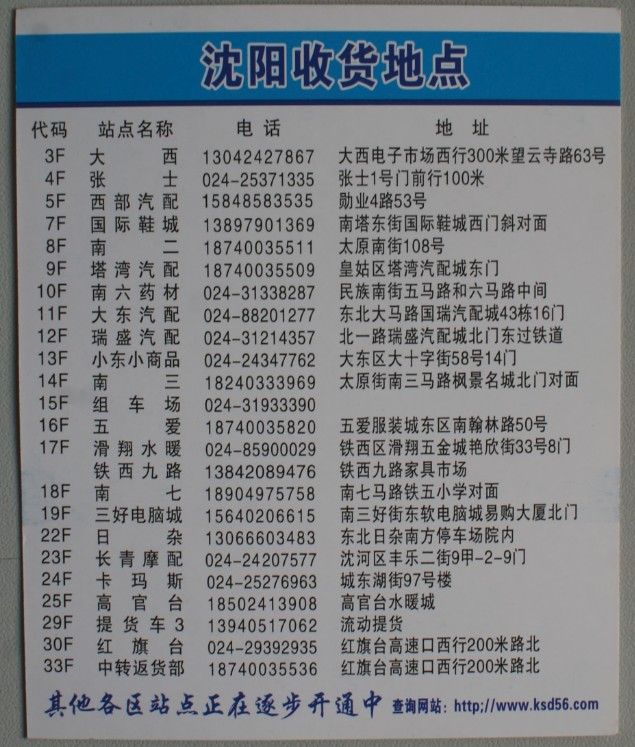 沈阳收货地点
代码 站点名称 电话 地址
3F 大西 13042427867 大西电子市场西行300米望云寺路63号
4F 张士 024-25371335 张士1号门前行100米
5F 西部汽配 15848583535 勋业4路53号
7F 国际鞋城 13897901369 南塔东街国际鞋城西门斜对面
8F 南二 18740035511 太原南街108号
9F 塔湾汽配 18740035509 皇姑区塔湾汽配城东门
10F 南六药材 024-31338287 民族南街五马路和六马路中间
11F 大东汽配 024-88201277 东北大马路国瑞汽配城43栋16门
12F 瑞盛汽配 024-31214357 北一路瑞盛汽配城北门东过铁道
13F 小东小商品 024-24347762 大东区大十字街58号14门
14F 南三 18240333969 太原街南三马路枫景名城北门对面
15F 组车场 024-31933390
16F 五爱 18740035820 五爱服装城东区南翰林路50号
17F 滑翔水暖 024-85900029 铁西区滑翔五金城艳欣街33号8门
铁西九路 13842089476 铁西九路家具市场
18F 南七 18904975758 南七马路铁五小学对面
19F 三好电脑城 15640206615 南三好街东软电脑城易购大厦北门
22F 日杂 13066603483 东北日杂南方停车场院内
23F 长青摩配 024-24207577 沈河区丰乐二街9甲-2-9门
24F 卡玛斯 024-25276963 城东湖街97号楼
25F 高官台 18502413908 高官台水暖城
29F 提货车3 13940517062 流动提货
30F 红旗台 024-29392935 红旗台高速口西行200米路北
33F 中转返货部 18740035536 红旗台高速口西行200米路北
其他各区站点正在逐步开通中 查询网站：http://www.ksd56.com/